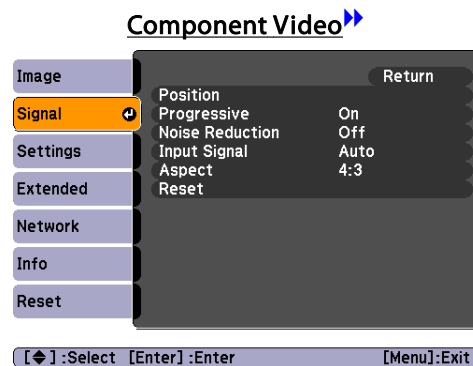 Component Video
Image
Return
Position
Signal
Progressive On
Noise Reduction Off
Settings
Input Signal Auto
Aspect 4:3
Extended
Reset
Network
Info
Reset
[◆]:Select [Enter]:Enter [Menu]:Exit